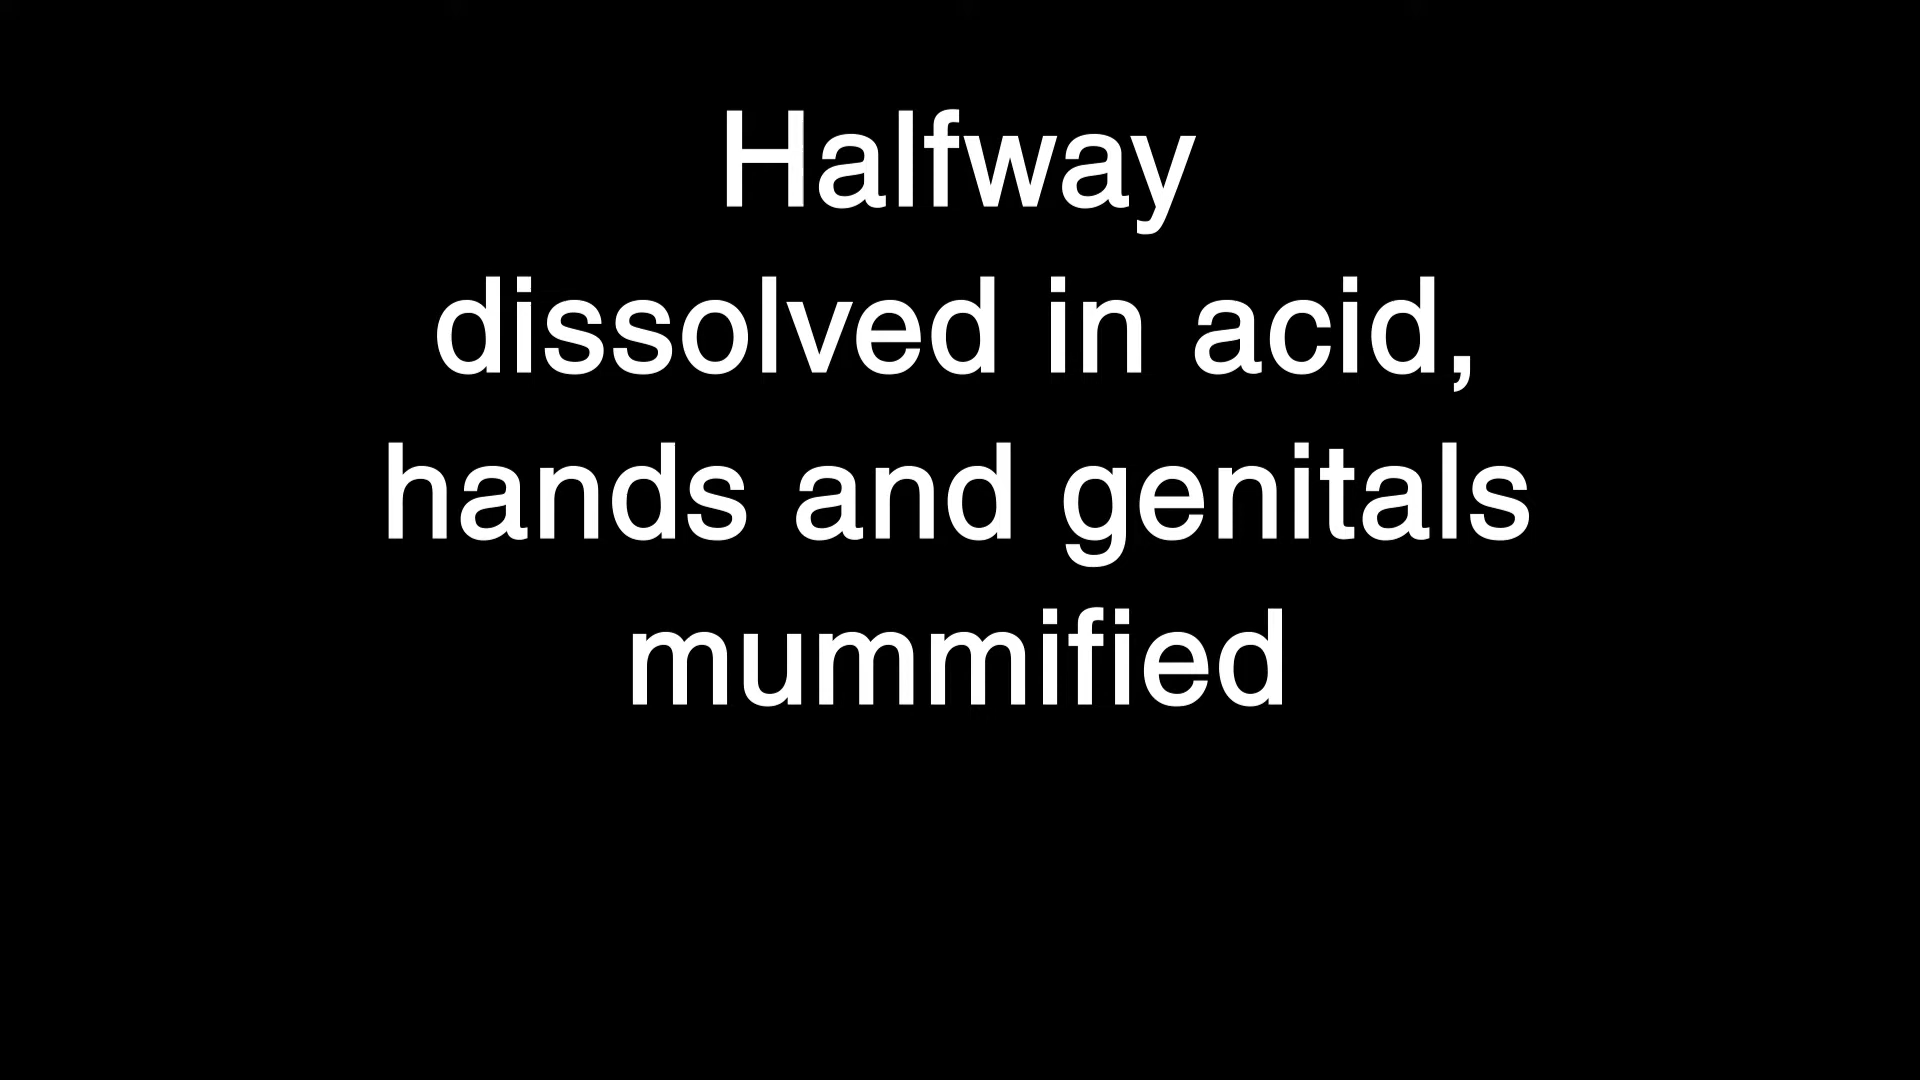 Halfway
dissolved in acid,
hands and genitals
mummified